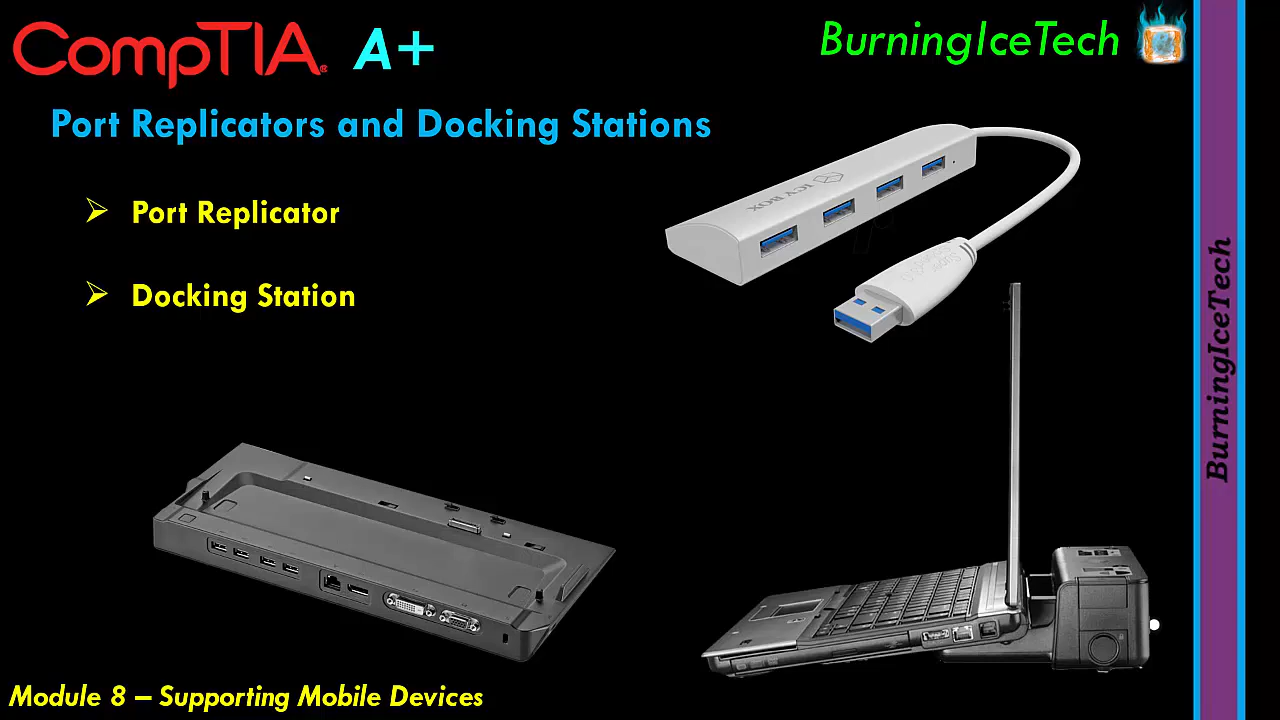 CompTIA. A+
BurningIceTech
Port Replicators and Docking Stations
Port Replicator
Docking Station
ICY BOX
BurningIceTech
Module 8 – Supporting Mobile Devices